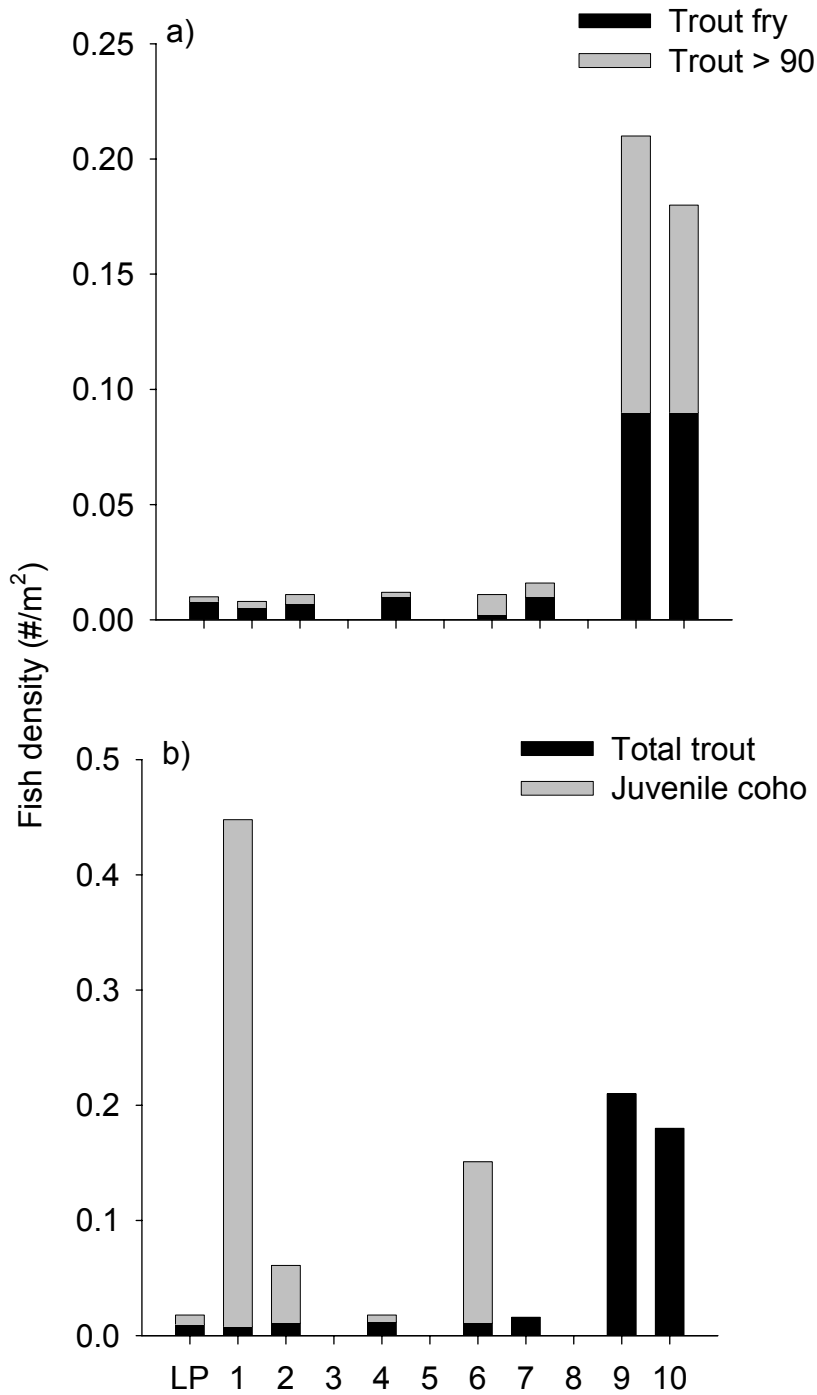 a)
Trout fry
Trout > 90
0.25
0.20
0.15
0.10
0.05
0.00
Fish density (#/m²)
b)
Total trout
Juvenile coho
0.5
0.4
0.3
0.2
0.1
0.0
LP 1 2 3 4 5 6 7 8 9 10